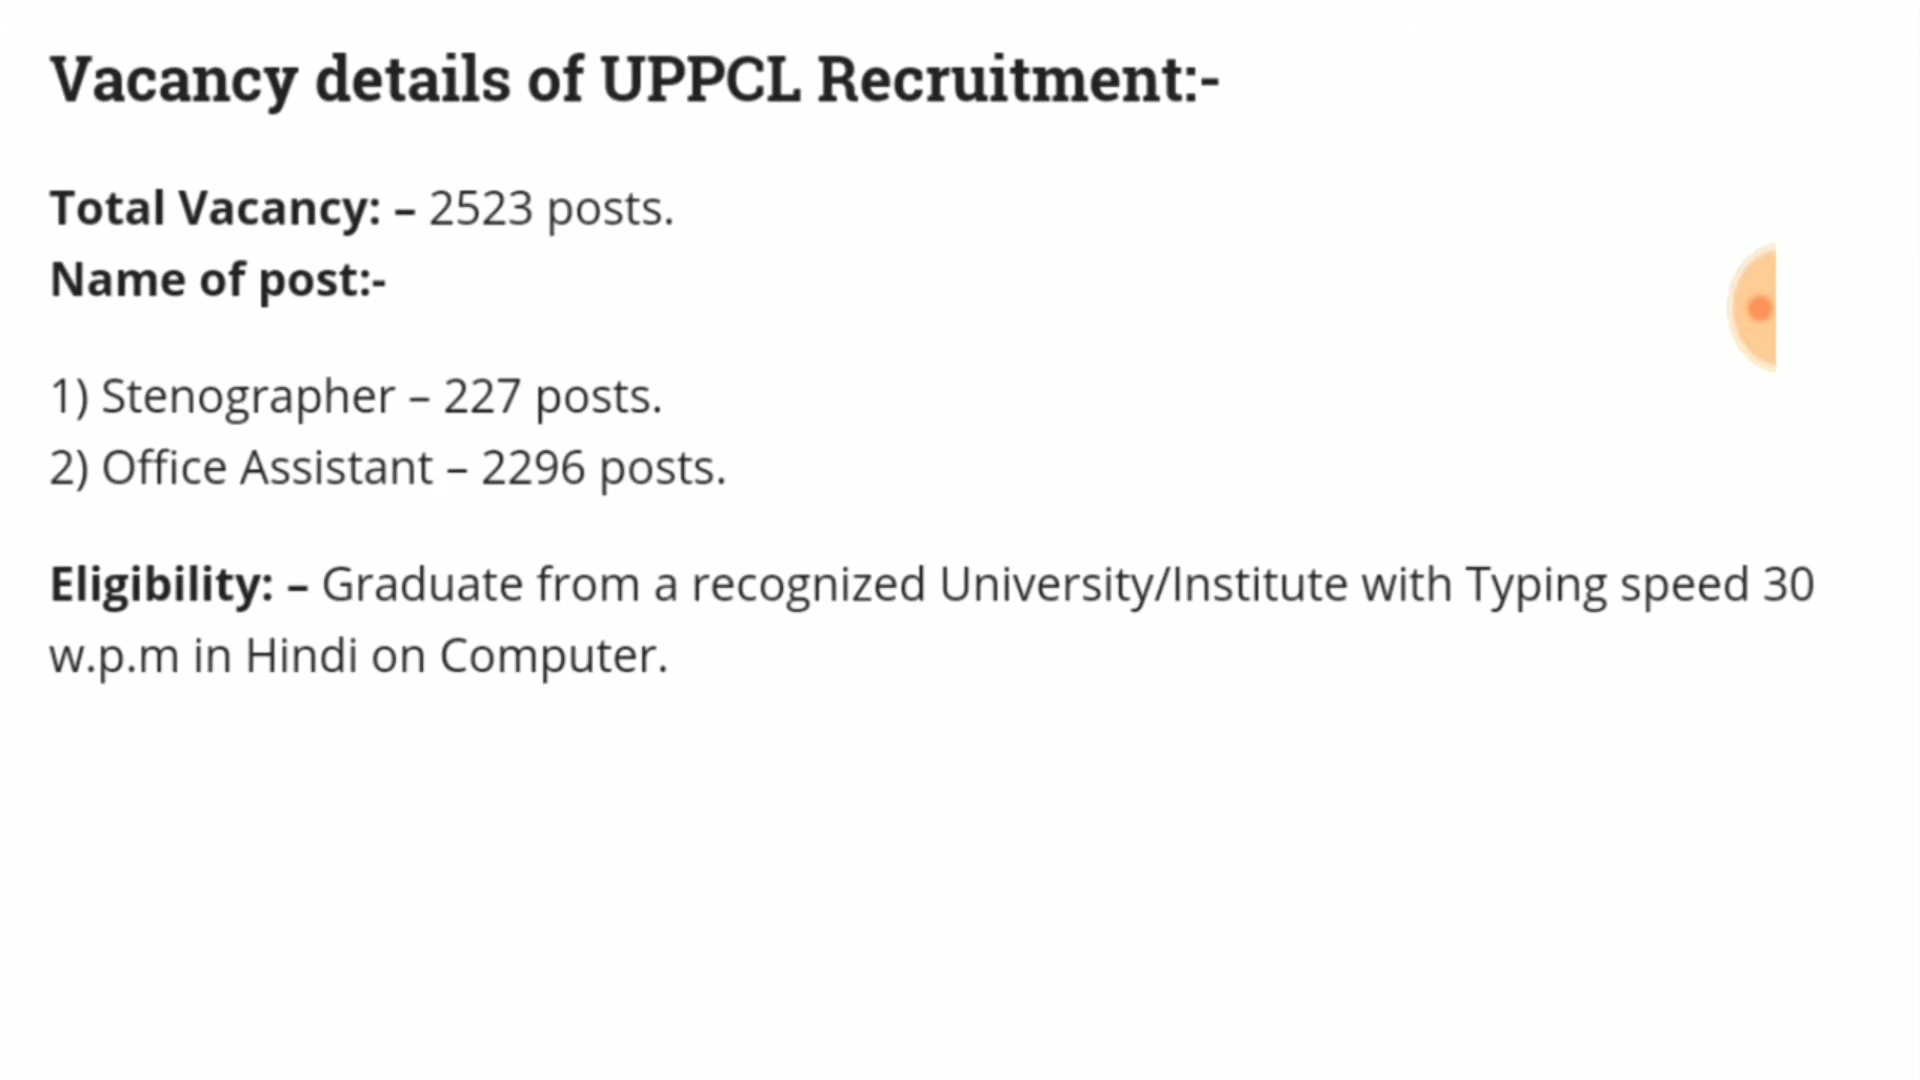 Vacancy details of UPPCL Recruitment:-
Total Vacancy: – 2523 posts.
Name of post:-
1) Stenographer – 227 posts.
2) Office Assistant – 2296 posts.
Eligibility: – Graduate from a recognized University/Institute with Typing speed 30
w.p.m in Hindi on Computer.